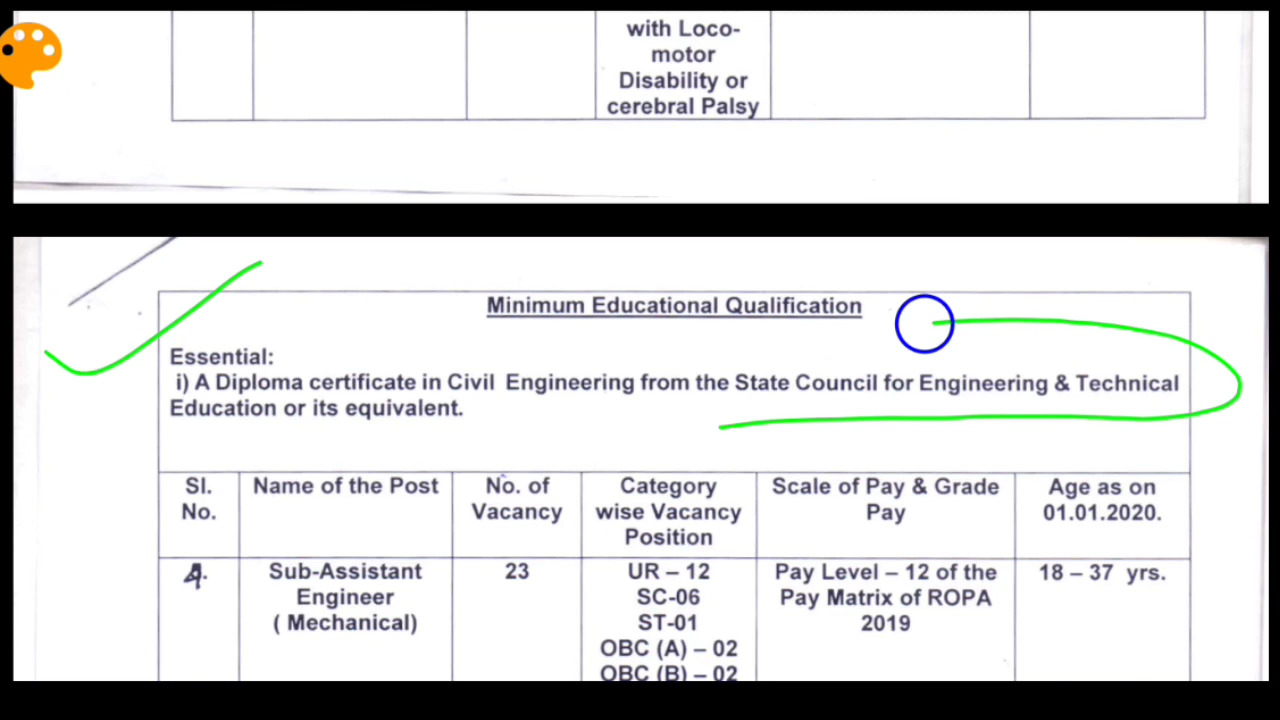 with Loco-
motor
Disability or
cerebral Palsy
Minimum Educational Qualification
Essential:
i) A Diploma certificate in Civil Engineering from the State Council for Engineering & Technical
Education or its equivalent.
Sl. No. Name of the Post No. of Vacancy Category wise Vacancy Position Scale of Pay & Grade Pay Age as on 01.01.2020.
4. Sub-Assistant Engineer ( Mechanical) 23 UR – 12 Pay Level – 12 of the Pay Matrix of ROPA 2019 18 – 37 yrs.
SC-06
ST-01
OBC (A) – 02
OBC (B) – 02